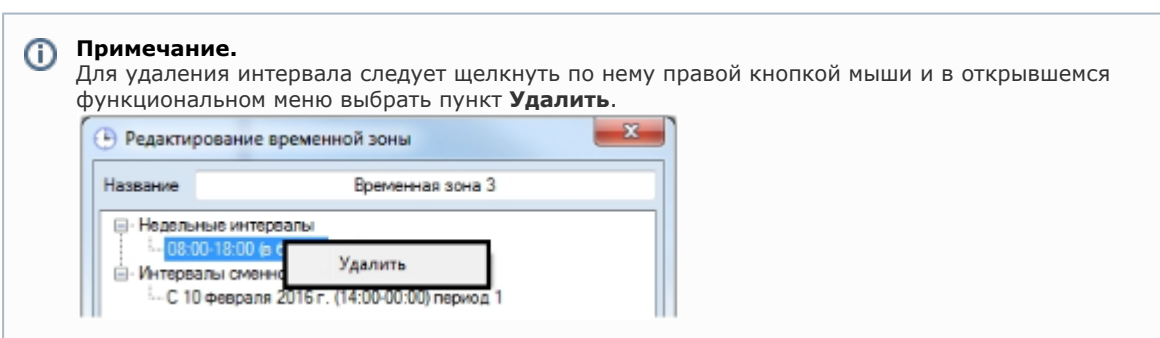 Примечание.
Для удаления интервала следует щелкнуть по нему правой кнопкой мыши и в открывшемся
функциональном меню выбрать пункт Удалить.
Редактирование временной зоны
Название Временная зона 3
Недельные интервалы
08:00-18:00 (в
Удалить
Интервалы сменно
С 10 февраля 2016 г. (14:00-00:00) период 1